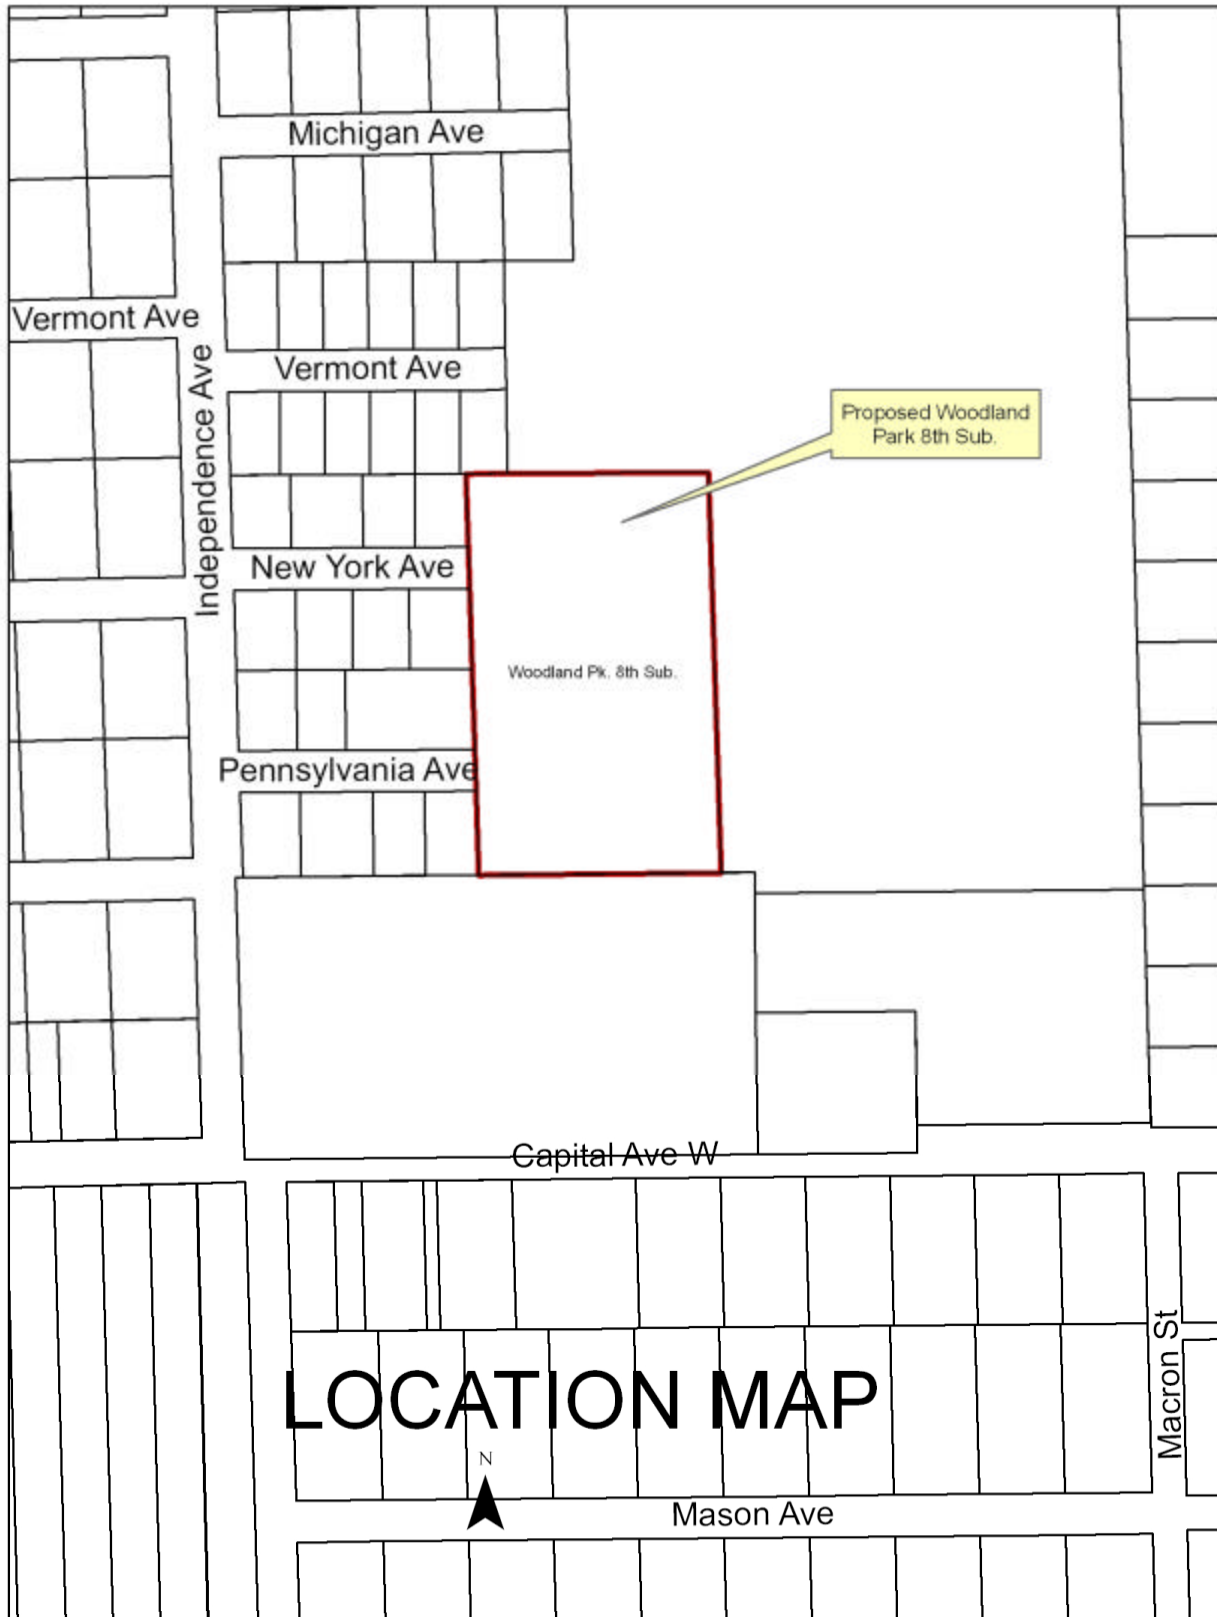 Michigan Ave
Vermont Ave
Vermont Ave
Independence Ave
Proposed Woodland
Park 8th Sub.
New York Ave
Woodland Pk. 8th Sub.
Pennsylvania Ave
Capital Ave W
Macron St
LOCATION MAP
N
Mason Ave